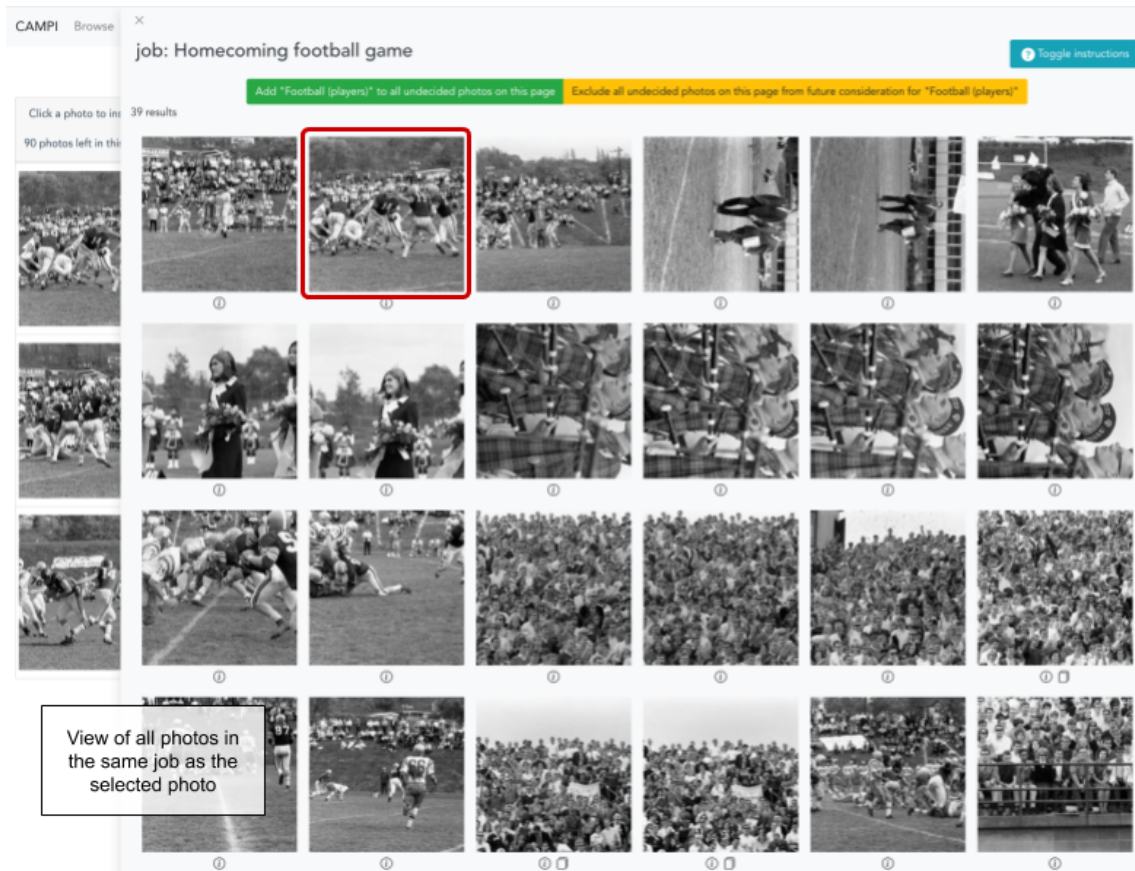 CAMPI Browse
×
job: Homecoming football game
? Toggle instructions
Add "Football (players)" to all undecided photos on this page
Exclude all undecided photos on this page from future consideration for "Football (players)"
39 results
Click a photo to
90 photos left in
View of all photos in
the same job as the
selected photo